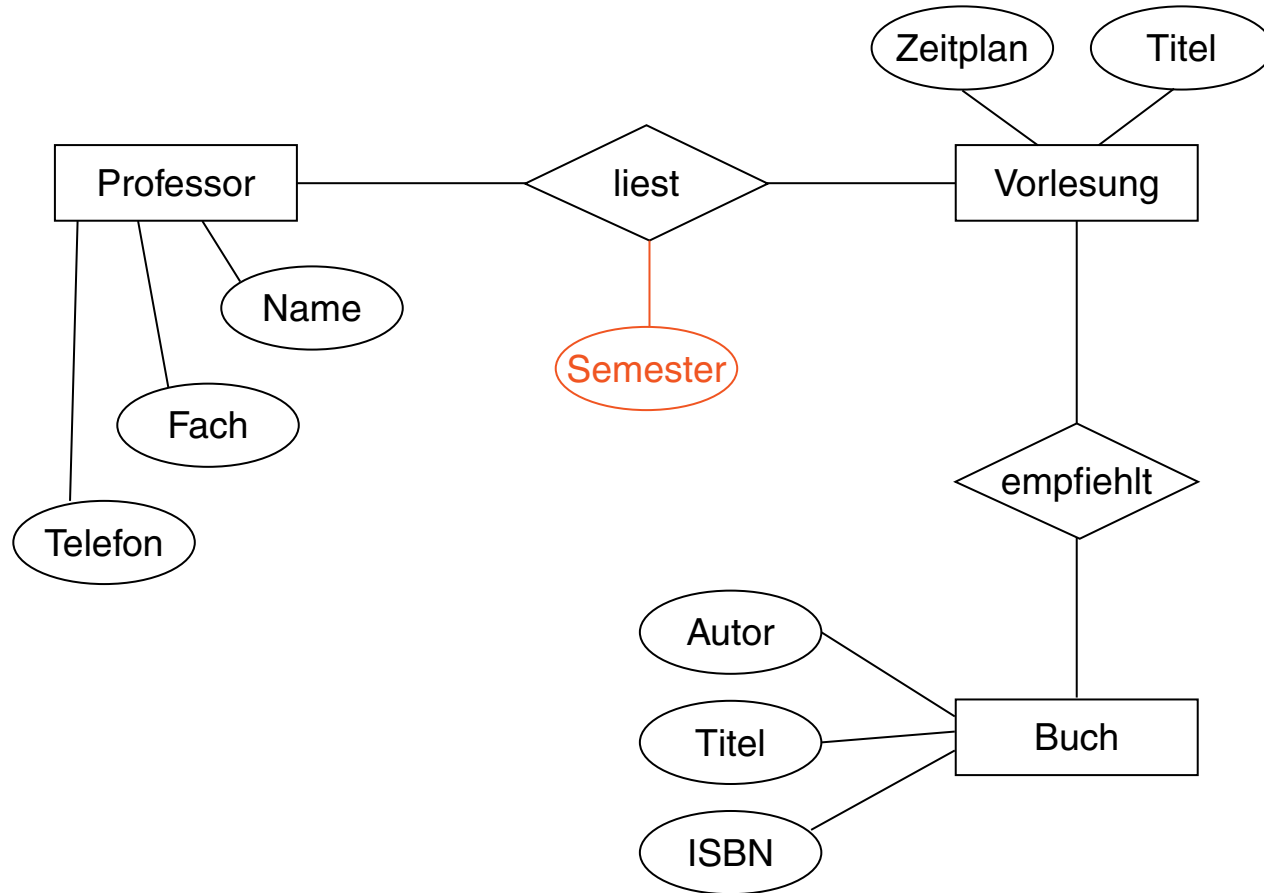 Zeitplan
Titel
Professor
liest
Vorlesung
Name
Semester
Fach
empfiehlt
Telefon
Autor
Titel
Buch
ISBN